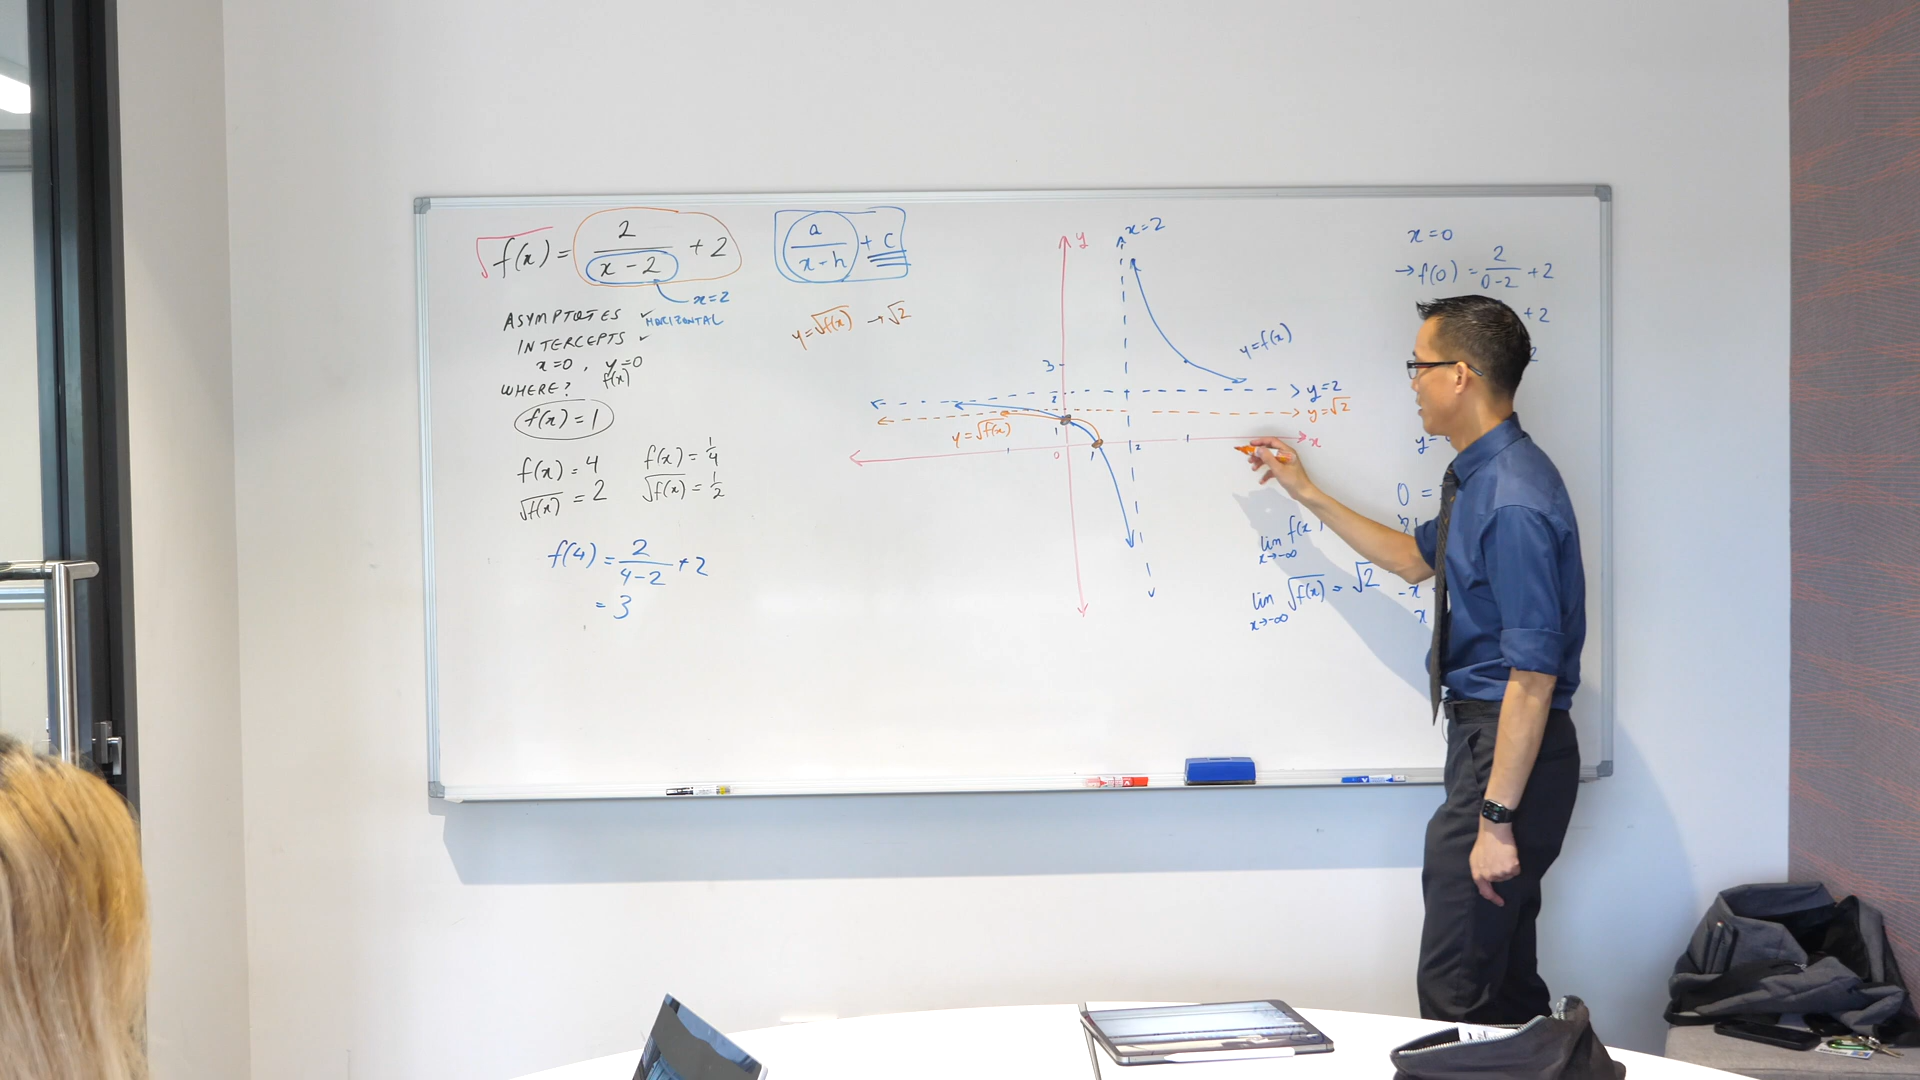 √f(x) = 2/(x-2) + 2
x=2
ASYMPTOTES ✓
HORIZONTAL
INTERCEPTS ✓
x=0, y=0
f(x)
WHERE?
f(x) = 1
f(x) = 4
√f(x) = 2
f(x) = 1/4
√f(x) = 1/2
f(4) = 2/(4-2) + 2
= 3
a/(x-h) + c
y=√f(x) → √2
y
x=2
3
y=f(x)
2
y=2
y=√2
y=√f(x)
1
x
0
1
2
x=0
→ f(0) = 2/(0-2) + 2
+ 2
2
y=
0 =
lim f(x)
x→-∞
lim √f(x) = √2
x→-∞
-x
x